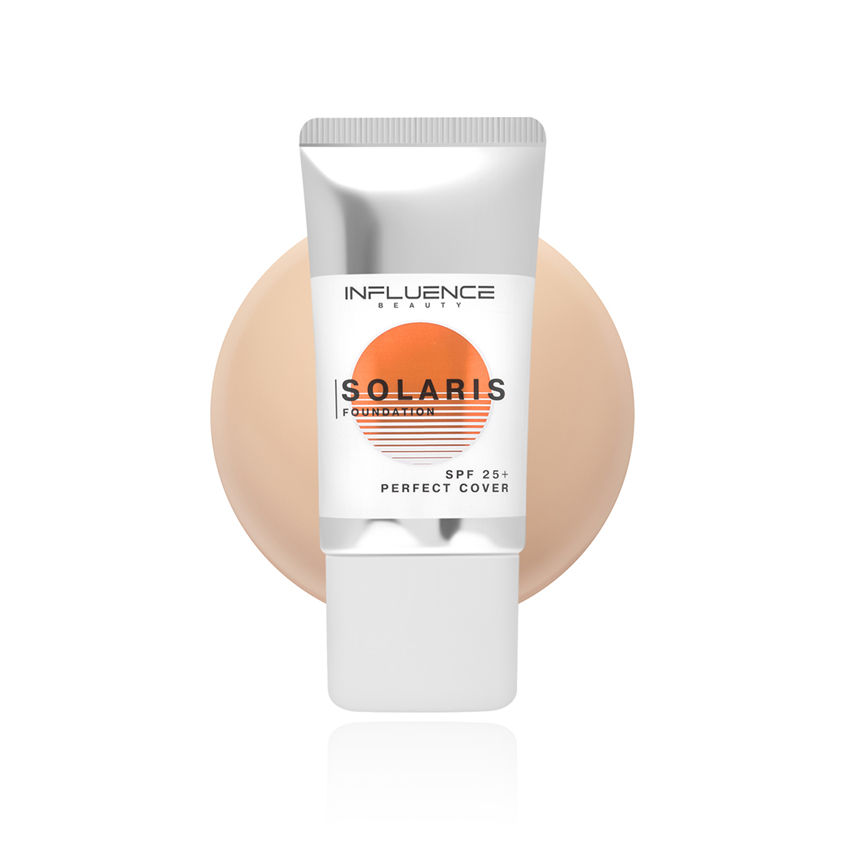 INFLUENCE
BEAUTY
SOLARIS
FOUNDATION
SPF 25+
PERFECT COVER